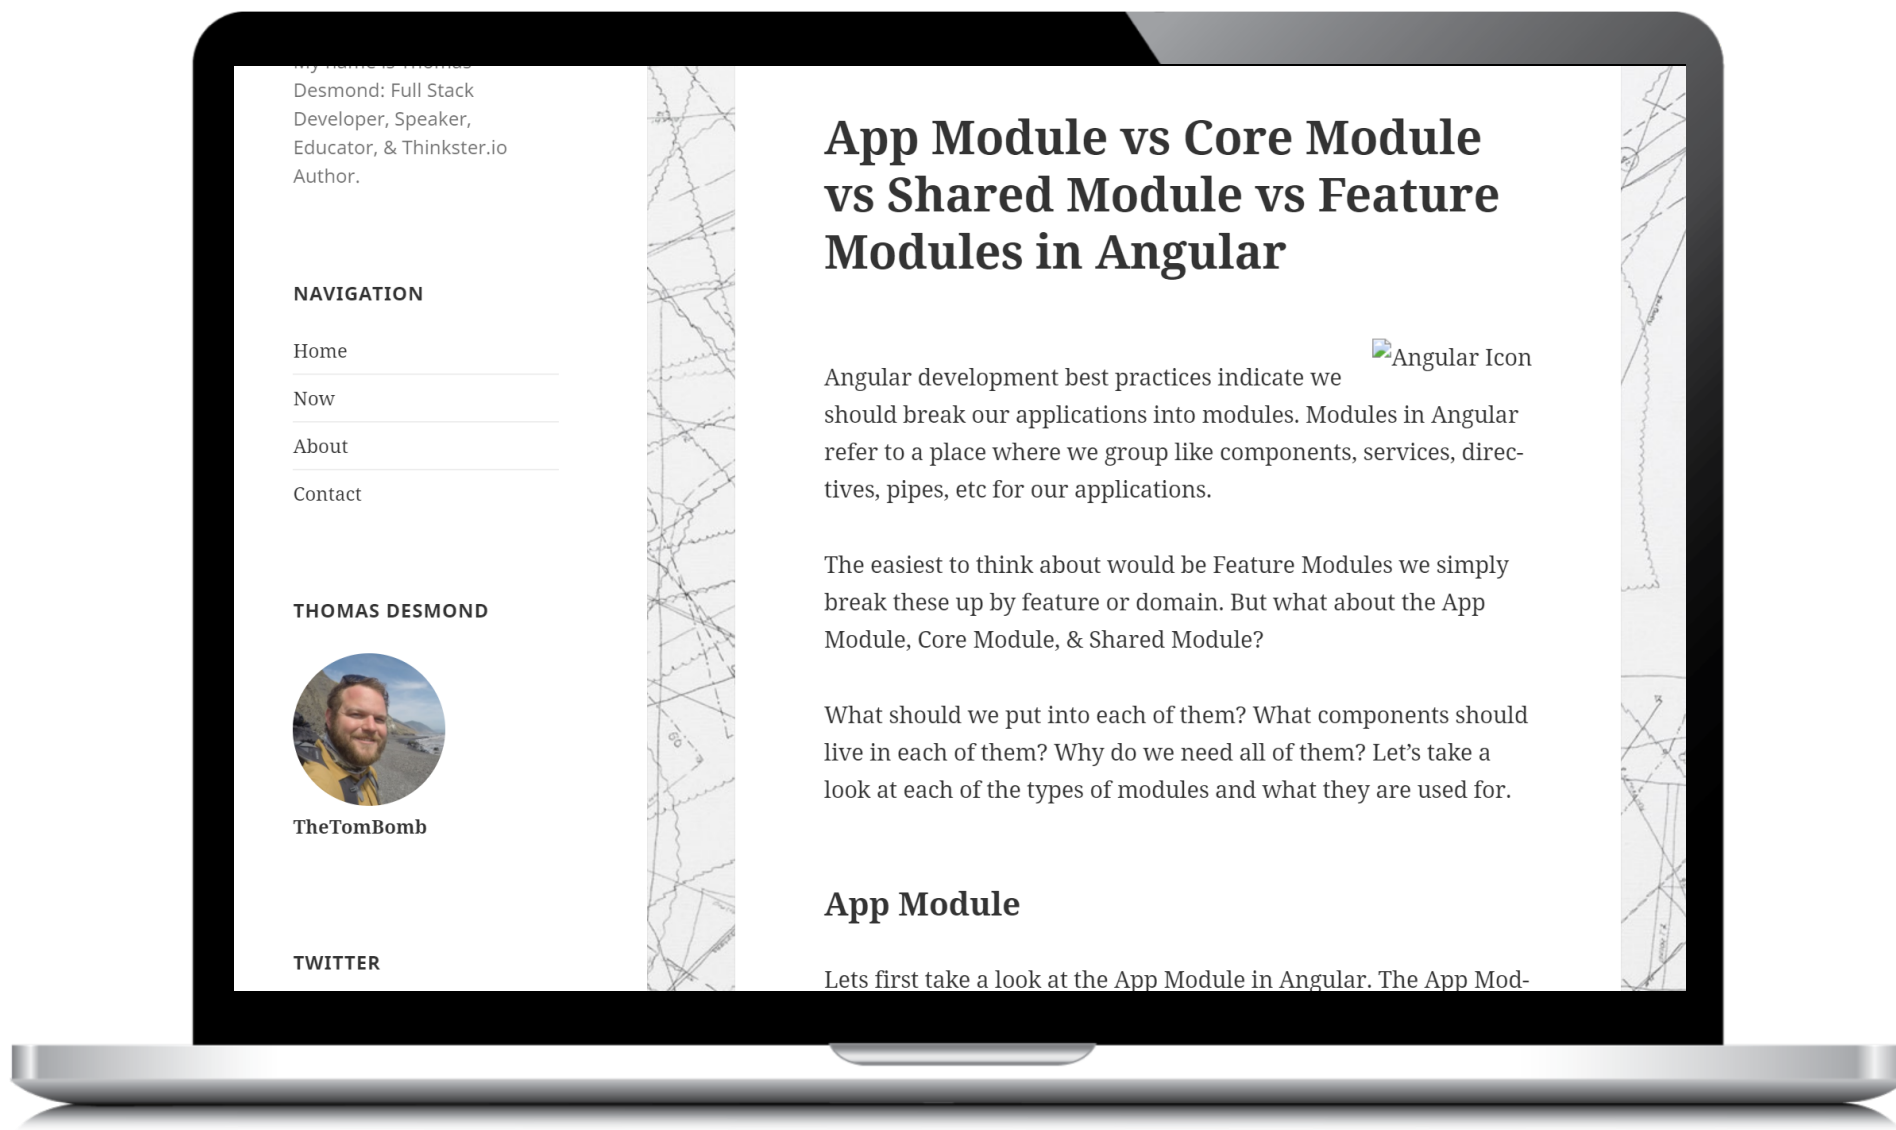 My name is Thomas
Desmond: Full Stack
Developer, Speaker,
Educator, & Thinkster.io
Author.
NAVIGATION
Home
Now
About
Contact
THOMAS DESMOND
TheTomBomb
TWITTER
App Module vs Core Module
vs Shared Module vs Feature
Modules in Angular
Angular Icon
Angular development best practices indicate we
should break our applications into modules. Modules in Angular
refer to a place where we group like components, services, direc-
tives, pipes, etc for our applications.
The easiest to think about would be Feature Modules we simply
break these up by feature or domain. But what about the App
Module, Core Module, & Shared Module?
What should we put into each of them? What components should
live in each of them? Why do we need all of them? Let’s take a
look at each of the types of modules and what they are used for.
App Module
Lets first take a look at the App Module in Angular. The App Mod-